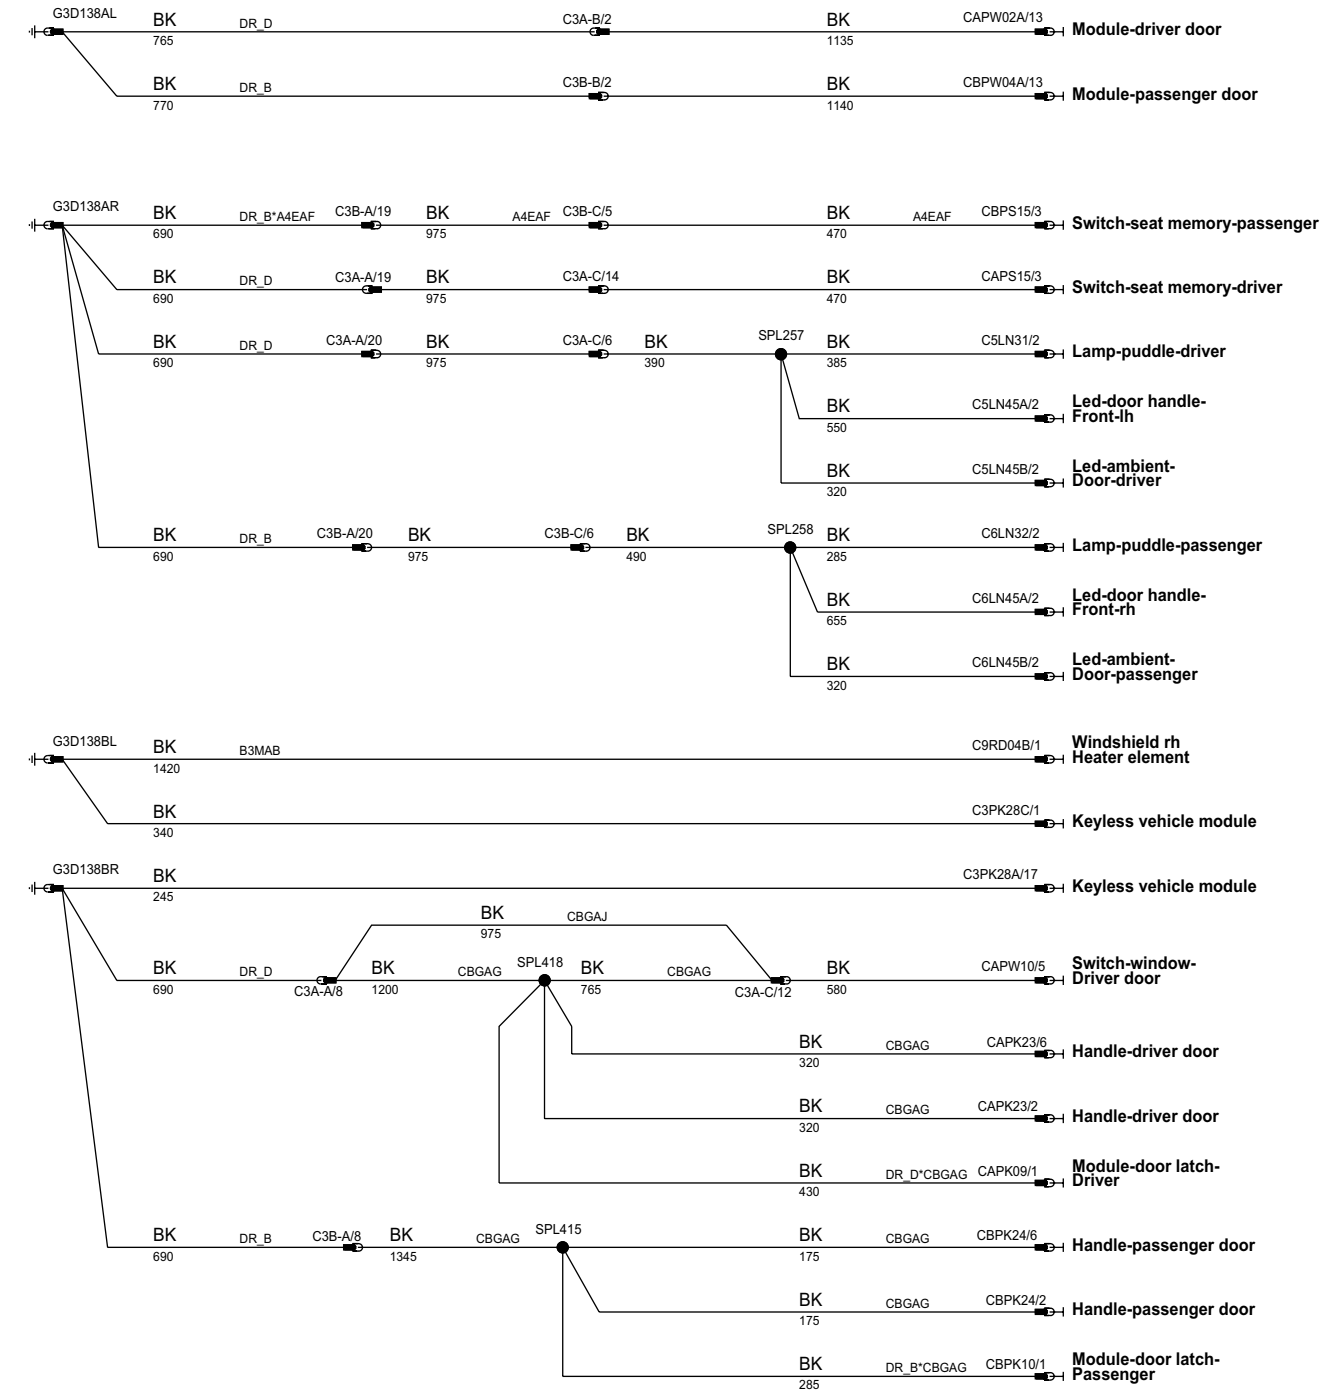 G3D138AL BK DR_D C3A-B/2 BK CAPW02A/13 Module-driver door
765 1135
BK DR_B C3B-B/2 BK CBPW04A/13 Module-passenger door
770 1140
G3D138AR BK DR_B*A4EAF C3B-A/19 BK A4EAF C3B-C/5 BK A4EAF CBPS15/3 Switch-seat memory-passenger
690 975 470
BK DR_D C3A-A/19 BK C3A-C/14 BK CAPS15/3 Switch-seat memory-driver
690 975 470
BK DR_D C3A-A/20 BK C3A-C/6 BK SPL257 BK C5LN31/2 Lamp-puddle-driver
690 975 390 385
BK C5LN45A/2 Led-door handle-
Front-lh
550
BK C5LN45B/2 Led-ambient-
Door-driver
320
BK DR_B C3B-A/20 BK C3B-C/6 BK SPL258 BK C6LN32/2 Lamp-puddle-passenger
690 975 490 285
BK C6LN45A/2 Led-door handle-
Front-rh
655
BK C6LN45B/2 Led-ambient-
Door-passenger
320
G3D138BL BK B3MAB C9RD04B/1 Windshield rh
Heater element
1420
BK C3PK28C/1 Keyless vehicle module
340
G3D138BR BK C3PK28A/17 Keyless vehicle module
245
BK CBGAJ
975
BK DR_D C3A-A/8 BK CBGAG SPL418 BK CBGAG C3A-C/12 BK CAPW10/5 Switch-window-
Driver door
690 1200 765 580
BK CBGAG CAPK23/6 Handle-driver door
320
BK CBGAG CAPK23/2 Handle-driver door
320
BK DR_D*CBGAG CAPK09/1 Module-door latch-
Driver
430
BK DR_B C3B-A/8 BK CBGAG SPL415 BK CBGAG CBPK24/6 Handle-passenger door
690 1345 175
BK CBGAG CBPK24/2 Handle-passenger door
175
BK DR_B*CBGAG CBPK10/1 Module-door latch-
Passenger
285